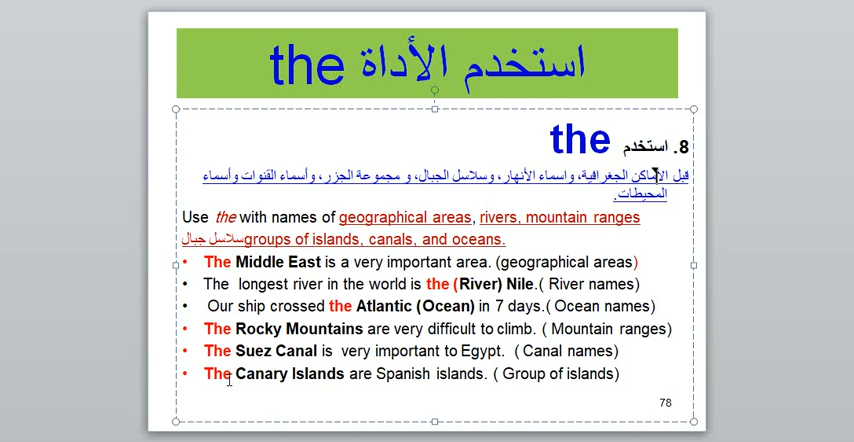 استخدم الأداة the
8. استخدم the
قبل الأماكن الجغرافية، واسماء الأنهار، وسلاسل الجبال، و مجموعة الجزر، وأسماء القنوات وأسماء
المحيطات.
Use the with names of geographical areas, rivers, mountain ranges
سلاسل جبال groups of islands, canals, and oceans.
• The Middle East is a very important area. (geographical areas)
• The longest river in the world is the (River) Nile.( River names)
• Our ship crossed the Atlantic (Ocean) in 7 days.( Ocean names)
• The Rocky Mountains are very difficult to climb. ( Mountain ranges)
• The Suez Canal is very important to Egypt. ( Canal names)
• The Canary Islands are Spanish islands. ( Group of islands)
78